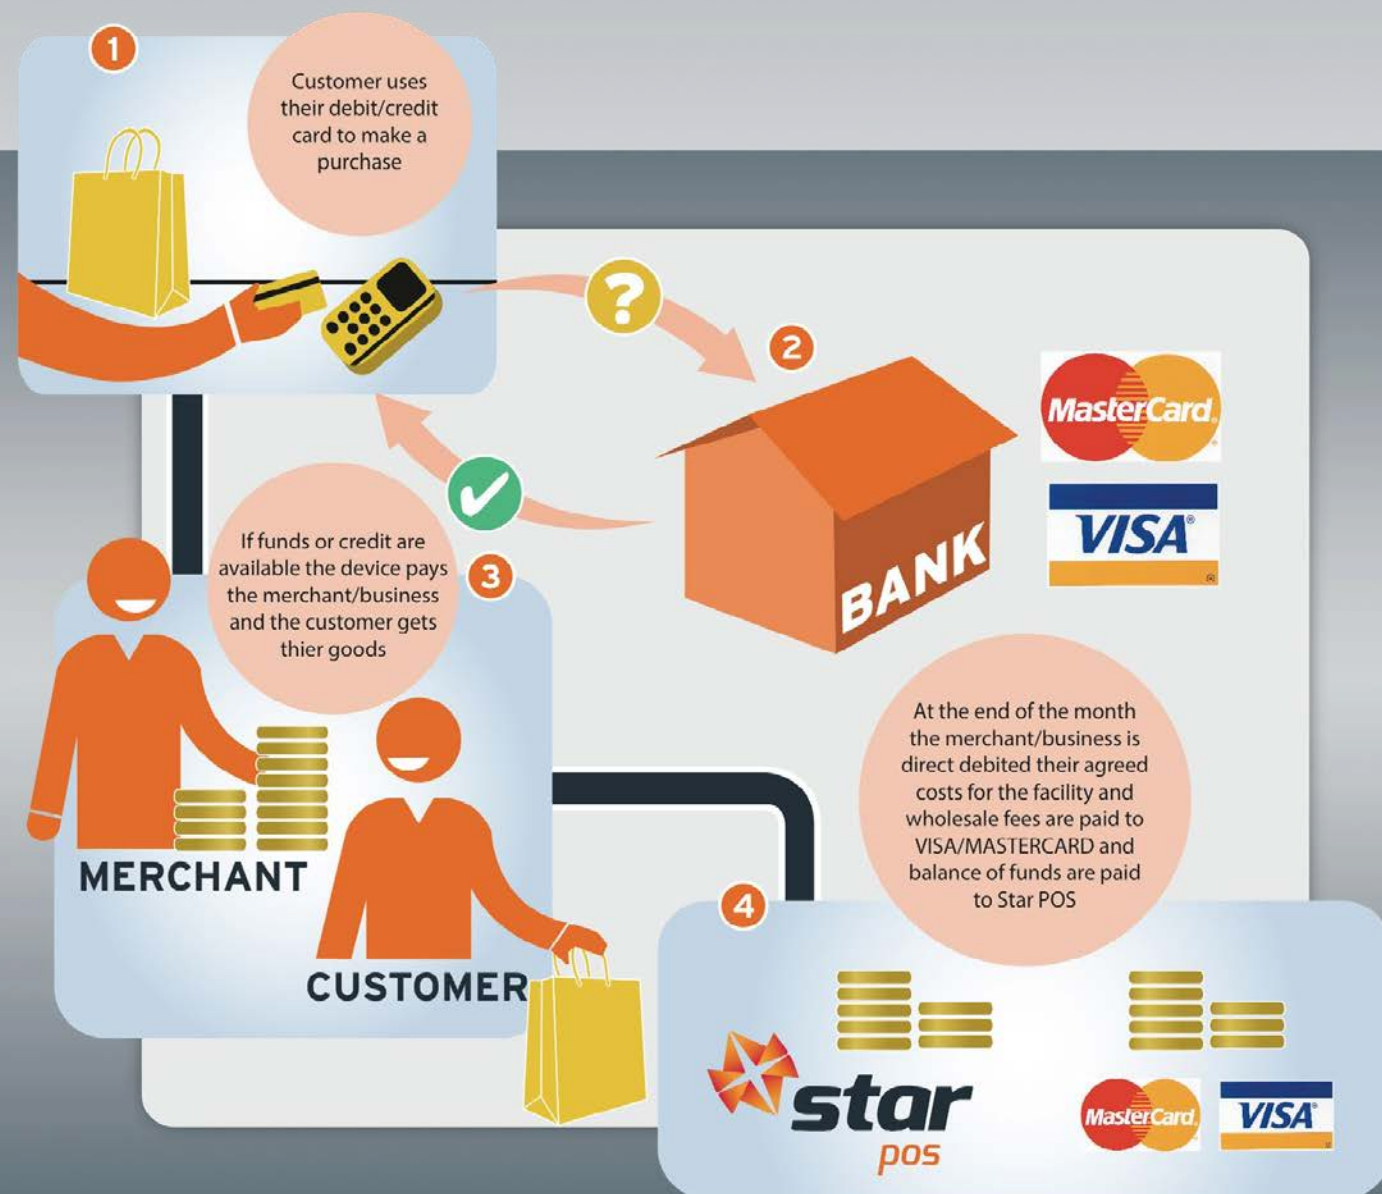 1
Customer uses
their debit/credit
card to make a
purchase
?
2
MasterCard
VISA
BANK
If funds or credit are
available the device pays
the merchant/business
and the customer gets
thier goods
3
MERCHANT
CUSTOMER
At the end of the month
the merchant/business is
direct debited their agreed
costs for the facility and
wholesale fees are paid to
VISA/MASTERCARD and
balance of funds are paid
to Star POS
4
star
pos
MasterCard
VISA